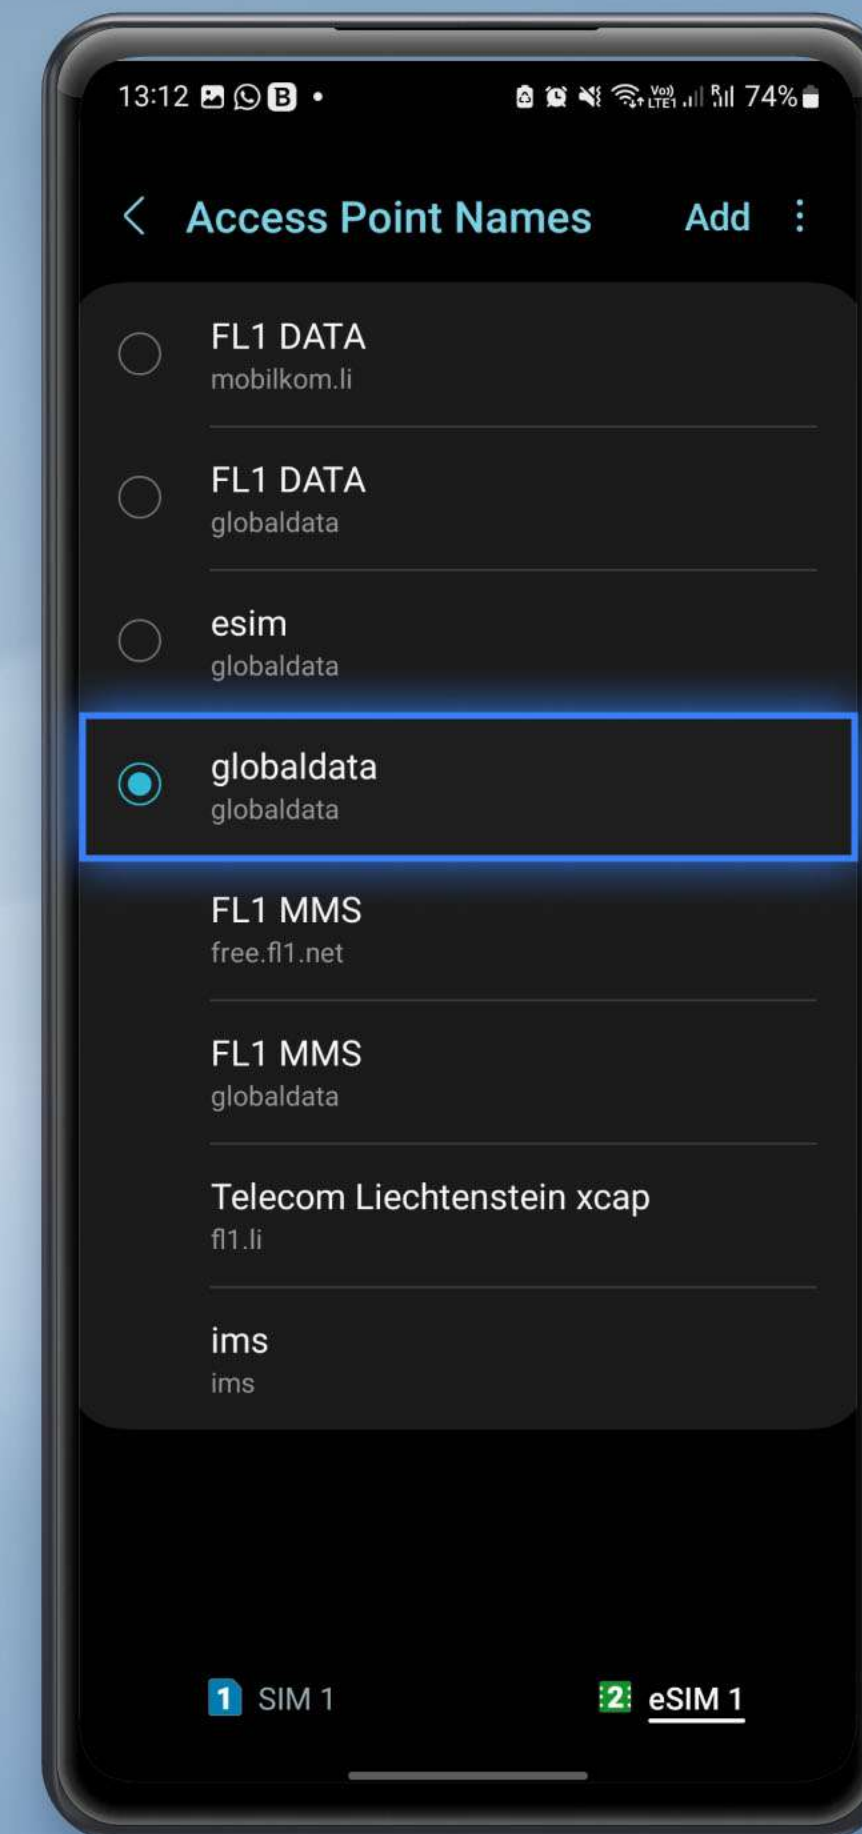 13:12 B
Vo)) LTE1 R 74%
Access Point Names Add
FL1 DATA
mobilkom.li
FL1 DATA
globaldata
esim
globaldata
globaldata
globaldata
FL1 MMS
free.fl1.net
FL1 MMS
globaldata
Telecom Liechtenstein xcap
fl1.li
ims
ims
1 SIM 1
2 eSIM 1